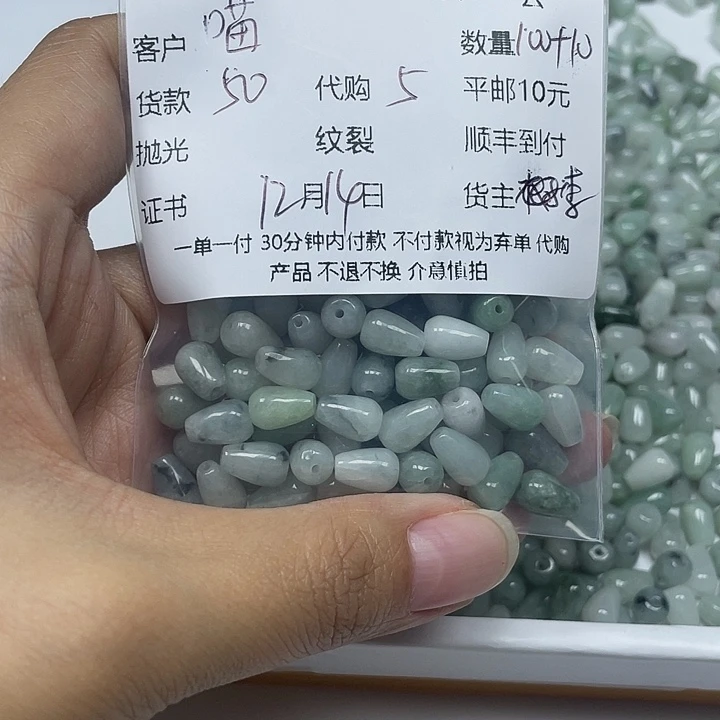 客户 喵 数量100+10
货款 50 代购 5 平邮10元
抛光 纹裂 顺丰到付
证书 12月14日 货主
一单一付 30分钟内付款 不付款视为弃单 代购
产品 不退不换 介意慎拍